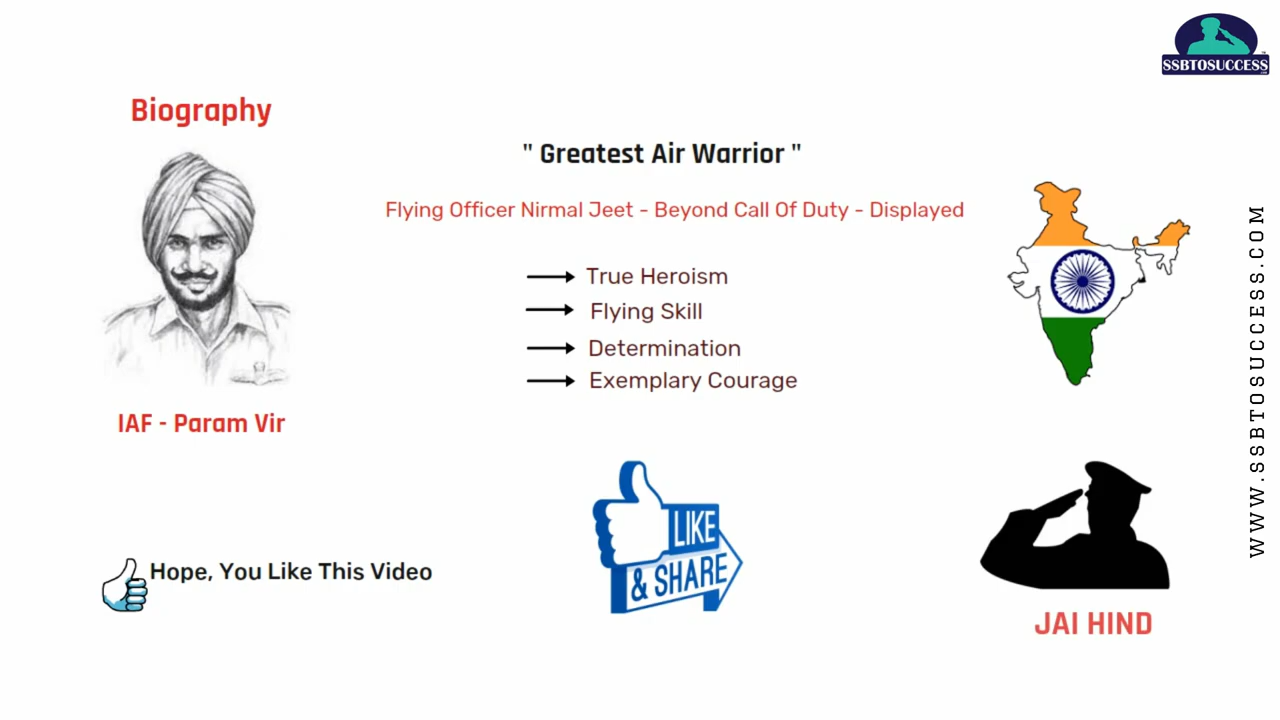 SSBTOSUCCESS
Biography
" Greatest Air Warrior "
Flying Officer Nirmal Jeet - Beyond Call Of Duty - Displayed
True Heroism
Flying Skill
Determination
Exemplary Courage
IAF - Param Vir
LIKE
& SHARE
Hope, You Like This Video
JAI HIND
WWW.SSBTOSUCCESS.COM